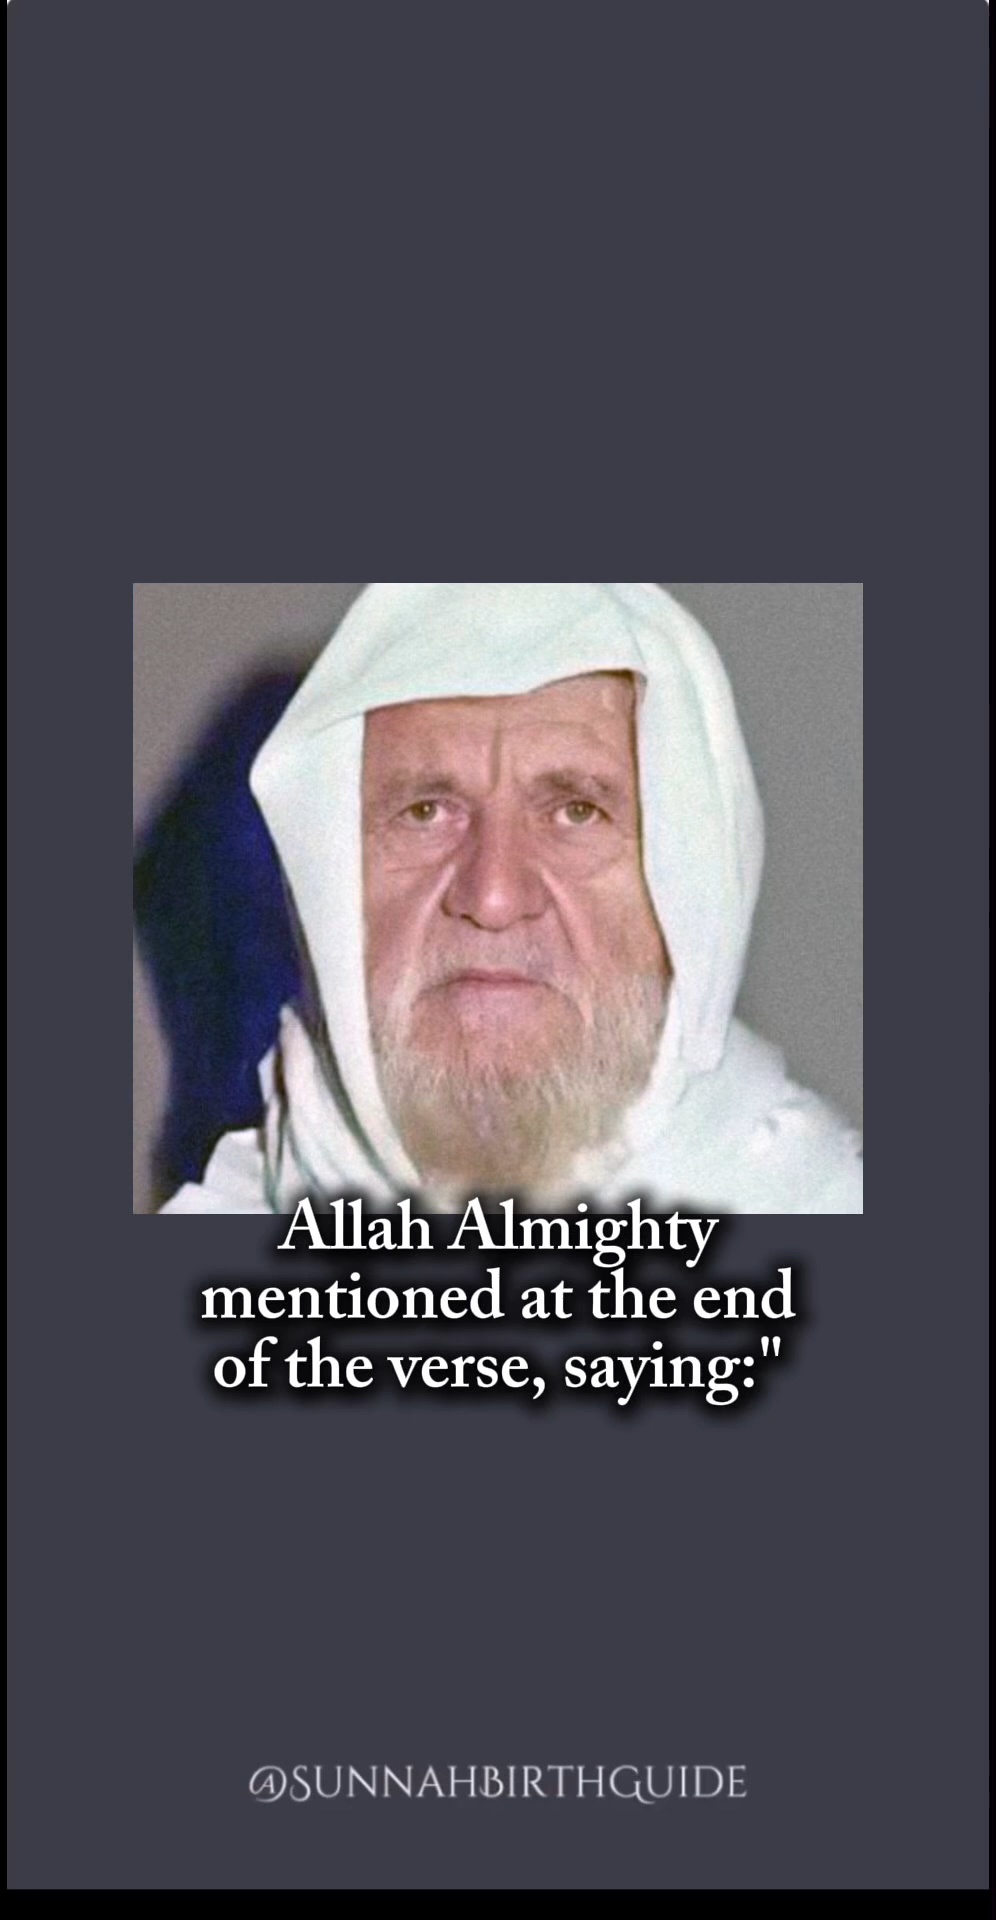 Allah Almighty
mentioned at the end
of the verse, saying:"
@SUNNAHBIRTHGUIDE